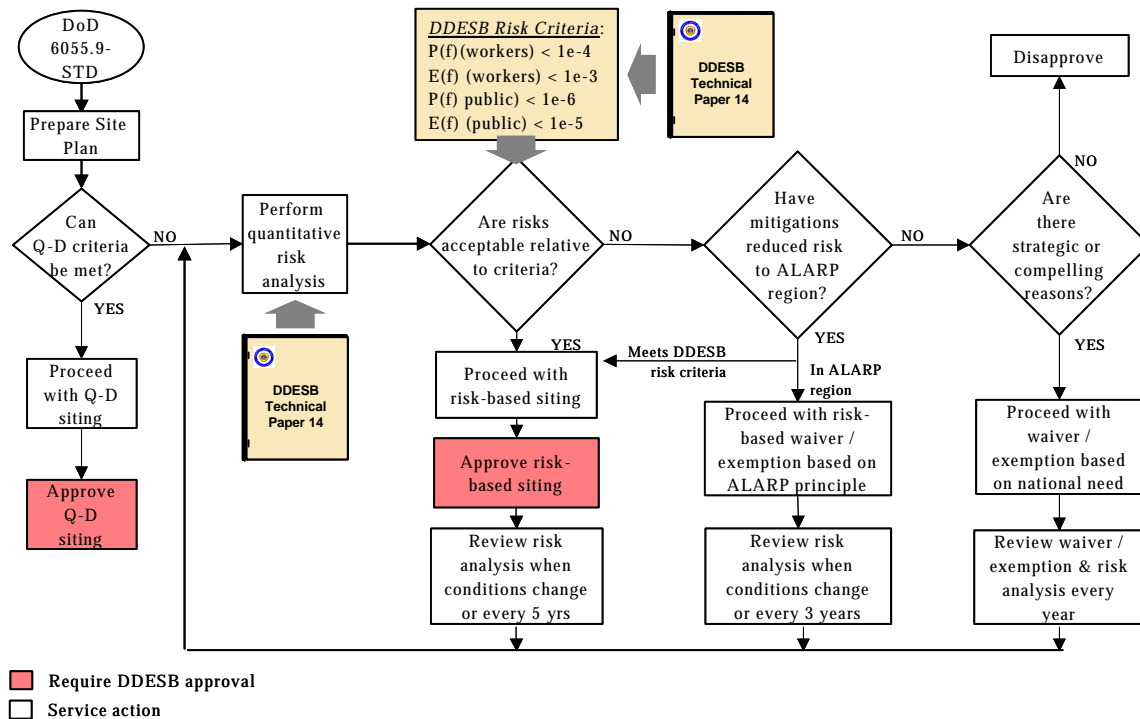 DoD
6055.9-
STD
Prepare Site
Plan
Can
Q-D criteria
be met?
NO
YES
Proceed
with Q-D
siting
Approve
Q-D
siting
Perform
quantitative
risk
analysis
DDESB
Technical
Paper 14
DDESB Risk Criteria:
P(f)(workers) < 1e-4
E(f) (workers) < 1e-3
P(f) public) < 1e-6
E(f) (public) < 1e-5
DDESB
Technical
Paper 14
Are risks
acceptable relative
to criteria?
NO
YES
Proceed with
risk-based siting
Approve risk-
based siting
Review risk
analysis when
conditions change
or every 5 yrs
Have
mitigations
reduced risk
to ALARP
region?
NO
YES
Meets DDESB
risk criteria
In ALARP
region
Proceed with risk-
based waiver /
exemption based on
ALARP principle
Review risk
analysis when
conditions change
or every 3 years
Disapprove
NO
Are
there
strategic or
compelling
reasons?
YES
Proceed with
waiver /
exemption based
on national need
Review waiver /
exemption & risk
analysis every
year
Require DDESB approval
Service action